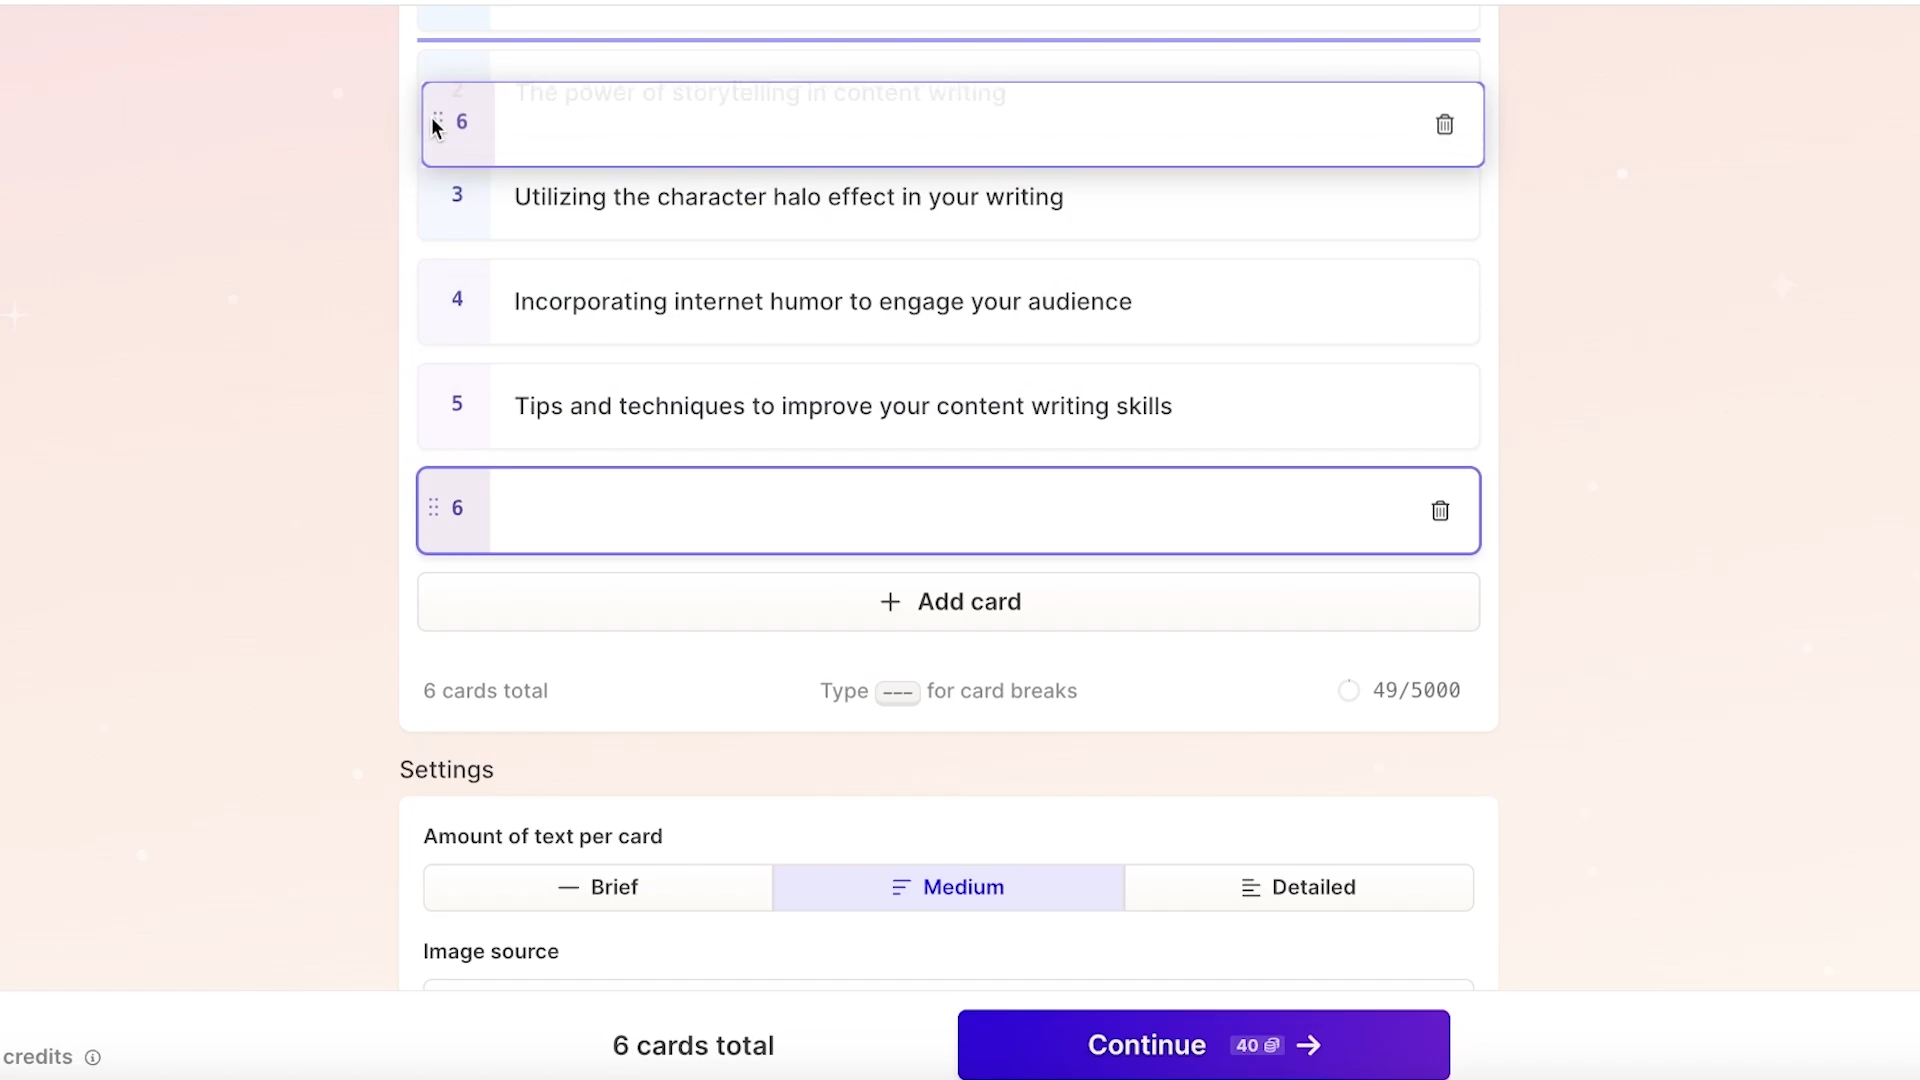 2 The power of storytelling in content writing
6
3 Utilizing the character halo effect in your writing
4 Incorporating internet humor to engage your audience
5 Tips and techniques to improve your content writing skills
6
+ Add card
6 cards total Type --- for card breaks 49/5000
Settings
Amount of text per card
Brief Medium Detailed
Image source
credits 6 cards total Continue 40